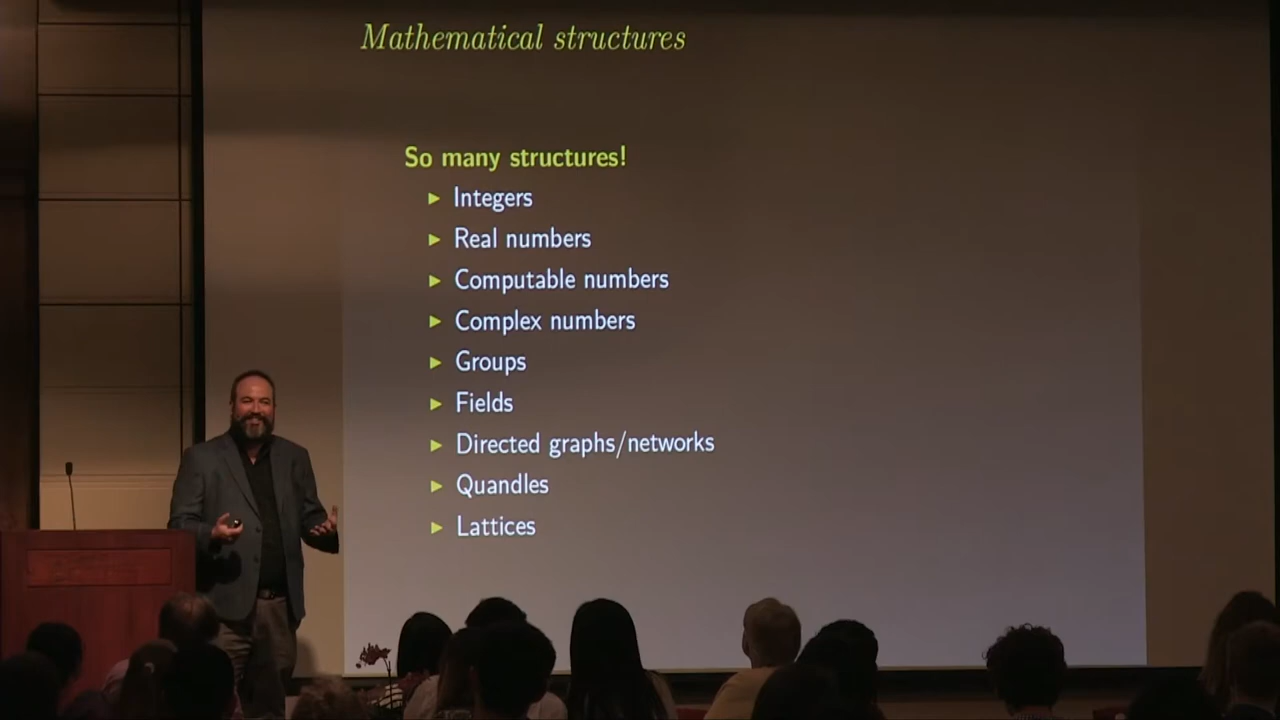 Mathematical structures
So many structures!
▶ Integers
▶ Real numbers
▶ Computable numbers
▶ Complex numbers
▶ Groups
▶ Fields
▶ Directed graphs/networks
▶ Quandles
▶ Lattices